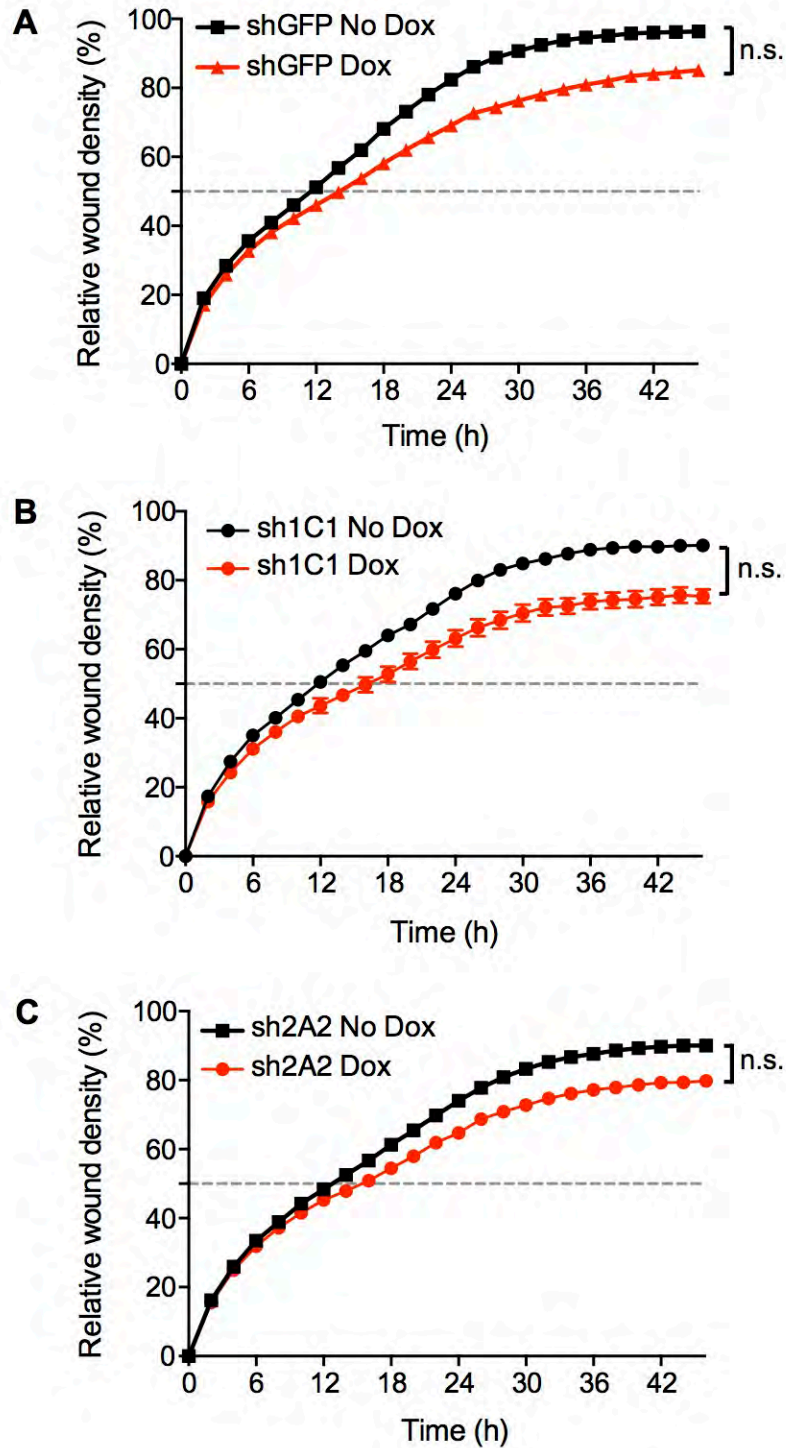 A
shGFP No Dox
shGFP Dox
n.s.
Relative wound density (%)
100
80
60
40
20
0
0 6 12 18 24 30 36 42
Time (h)
B
sh1C1 No Dox
sh1C1 Dox
n.s.
Relative wound density (%)
100
80
60
40
20
0
0 6 12 18 24 30 36 42
Time (h)
C
sh2A2 No Dox
sh2A2 Dox
n.s.
Relative wound density (%)
100
80
60
40
20
0
0 6 12 18 24 30 36 42
Time (h)